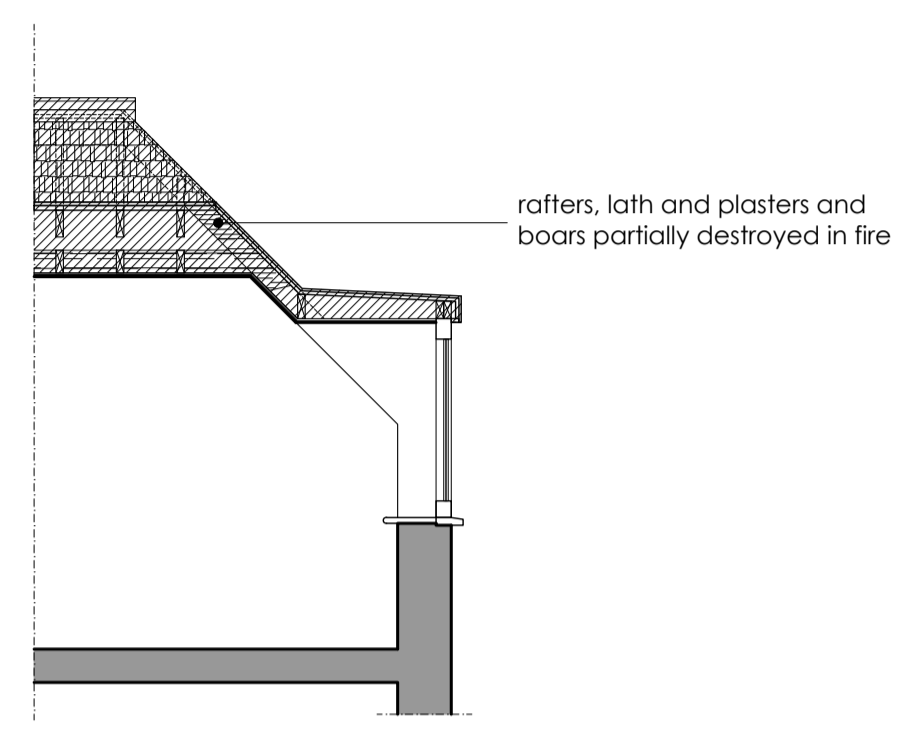 rafters, lath and plasters and
boars partially destroyed in fire